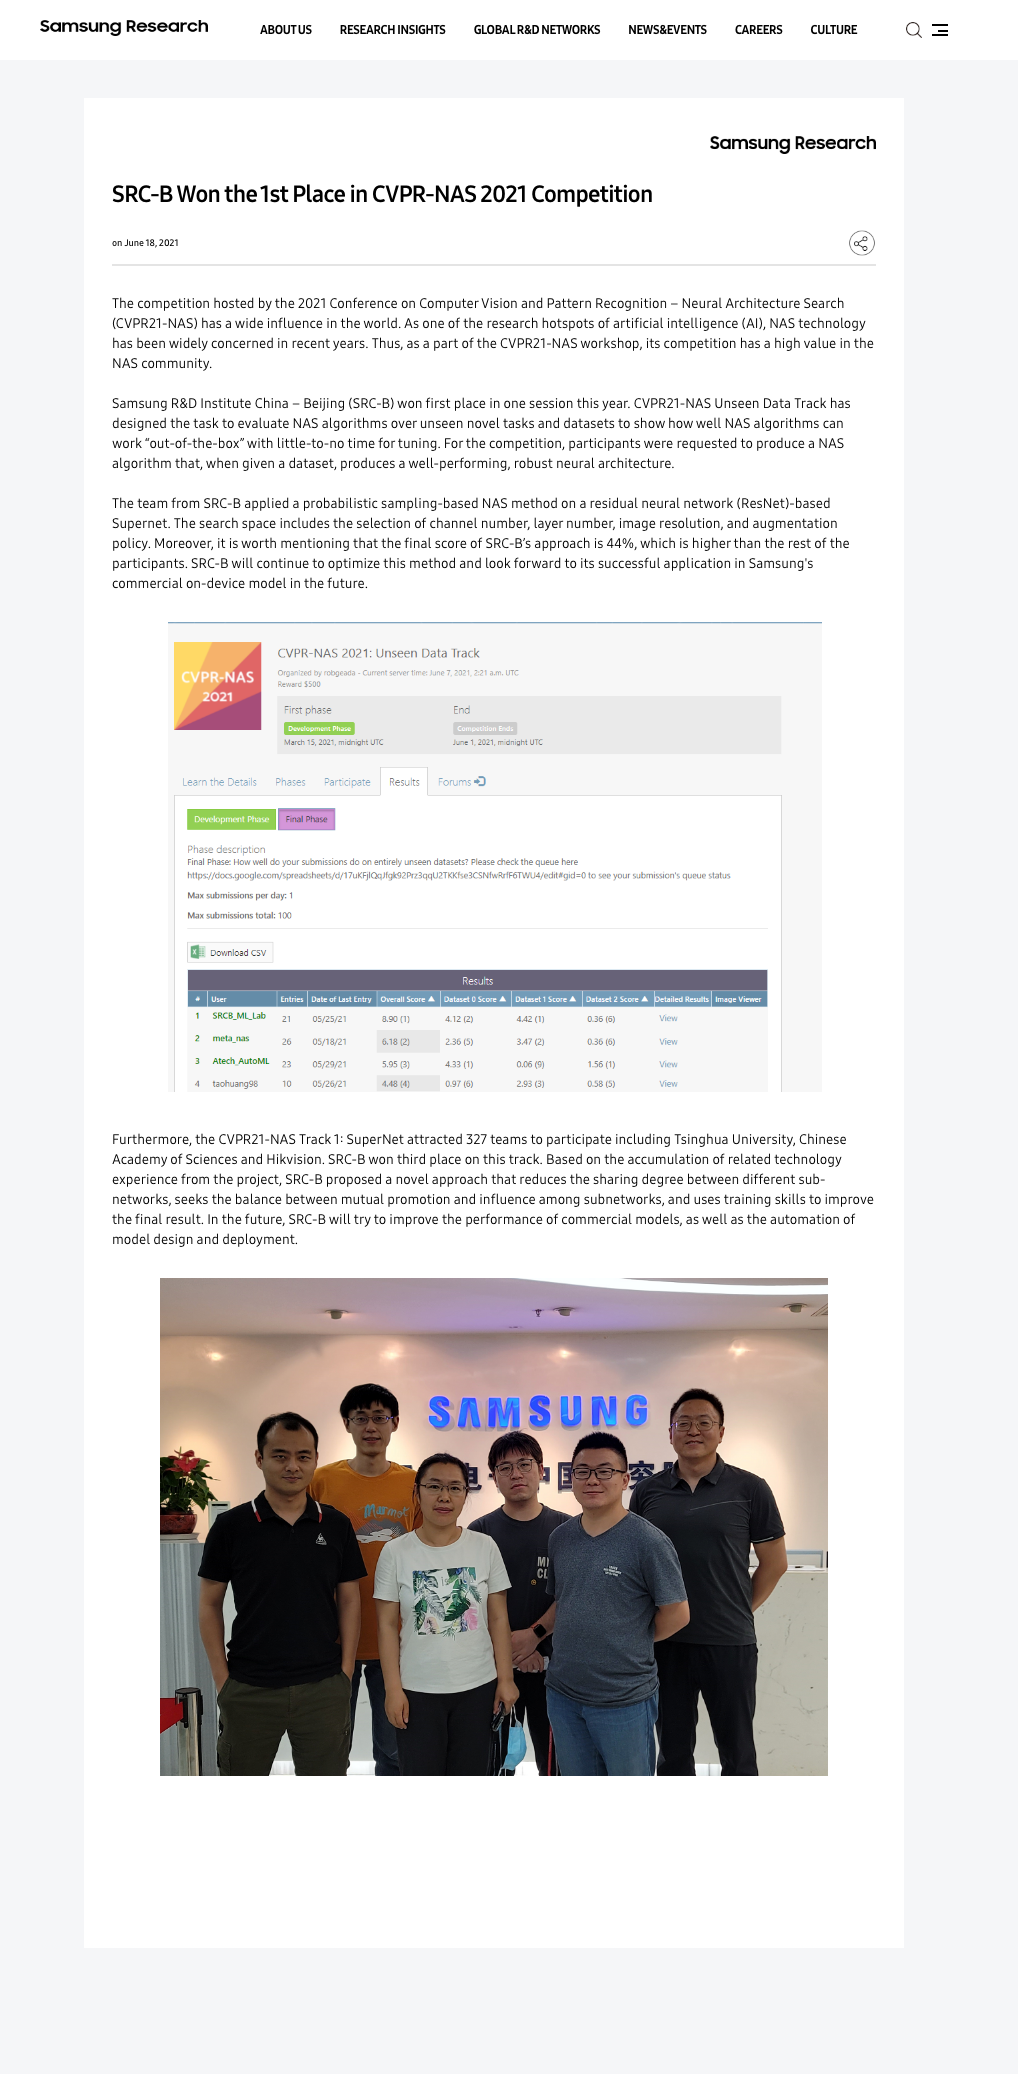 Samsung Research
ABOUT US RESEARCH INSIGHTS GLOBAL R&D NETWORKS NEWS&EVENTS CAREERS CULTURE
Samsung Research
SRC-B Won the 1st Place in CVPR-NAS 2021 Competition
on June 18, 2021
The competition hosted by the 2021 Conference on Computer Vision and Pattern Recognition – Neural Architecture Search
(CVPR21-NAS) has a wide influence in the world. As one of the research hotspots of artificial intelligence (AI), NAS technology
has been widely concerned in recent years. Thus, as a part of the CVPR21-NAS workshop, its competition has a high value in the
NAS community.
Samsung R&D Institute China – Beijing (SRC-B) won first place in one session this year. CVPR21-NAS Unseen Data Track has
designed the task to evaluate NAS algorithms over unseen novel tasks and datasets to show how well NAS algorithms can
work “out-of-the-box” with little-to-no time for tuning. For the competition, participants were requested to produce a NAS
algorithm that, when given a dataset, produces a well-performing, robust neural architecture.
The team from SRC-B applied a probabilistic sampling-based NAS method on a residual neural network (ResNet)-based
Supernet. The search space includes the selection of channel number, layer number, image resolution, and augmentation
policy. Moreover, it is worth mentioning that the final score of SRC-B’s approach is 44%, which is higher than the rest of the
participants. SRC-B will continue to optimize this method and look forward to its successful application in Samsung's
commercial on-device model in the future.
CVPR-NAS
2021
CVPR-NAS 2021: Unseen Data Track
Organized by robgeada - Current server time: June 7, 2021, 2:21 a.m. UTC
Reward $500
First phase End
Development Phase Competition Ends
March 15, 2021, midnight UTC June 1, 2021, midnight UTC
Learn the Details Phases Participate Results Forums
Development Phase Final Phase
Phase description
Final Phase: How well do your submissions do on entirely unseen datasets? Please check the queue here
to see your submission's queue status
Max submissions per day: 1
Max submissions total: 100
Download CSV
Results
# User Entries Date of Last Entry Overall Score ▲ Dataset 0 Score ▲ Dataset 1 Score ▲ Dataset 2 Score ▲ Detailed Results Image Viewer
1 SRCB_ML_Lab 21 05/25/21 8.90 (1) 4.12 (2) 4.42 (1) 0.36 (6) View
2 meta_nas 26 05/18/21 6.18 (2) 2.36 (5) 3.47 (2) 0.36 (6) View
3 Atech_AutoML 23 05/29/21 5.95 (3) 4.33 (1) 0.06 (9) 1.56 (1) View
4 taohuang98 10 05/26/21 4.48 (4) 0.97 (6) 2.93 (3) 0.58 (5) View
Furthermore, the CVPR21-NAS Track 1: SuperNet attracted 327 teams to participate including Tsinghua University, Chinese
Academy of Sciences and Hikvision. SRC-B won third place on this track. Based on the accumulation of related technology
experience from the project, SRC-B proposed a novel approach that reduces the sharing degree between different sub-
networks, seeks the balance between mutual promotion and influence among subnetworks, and uses training skills to improve
the final result. In the future, SRC-B will try to improve the performance of commercial models, as well as the automation of
model design and deployment.
SAMSUNG
电 中国 究
Marmot
MY
CL